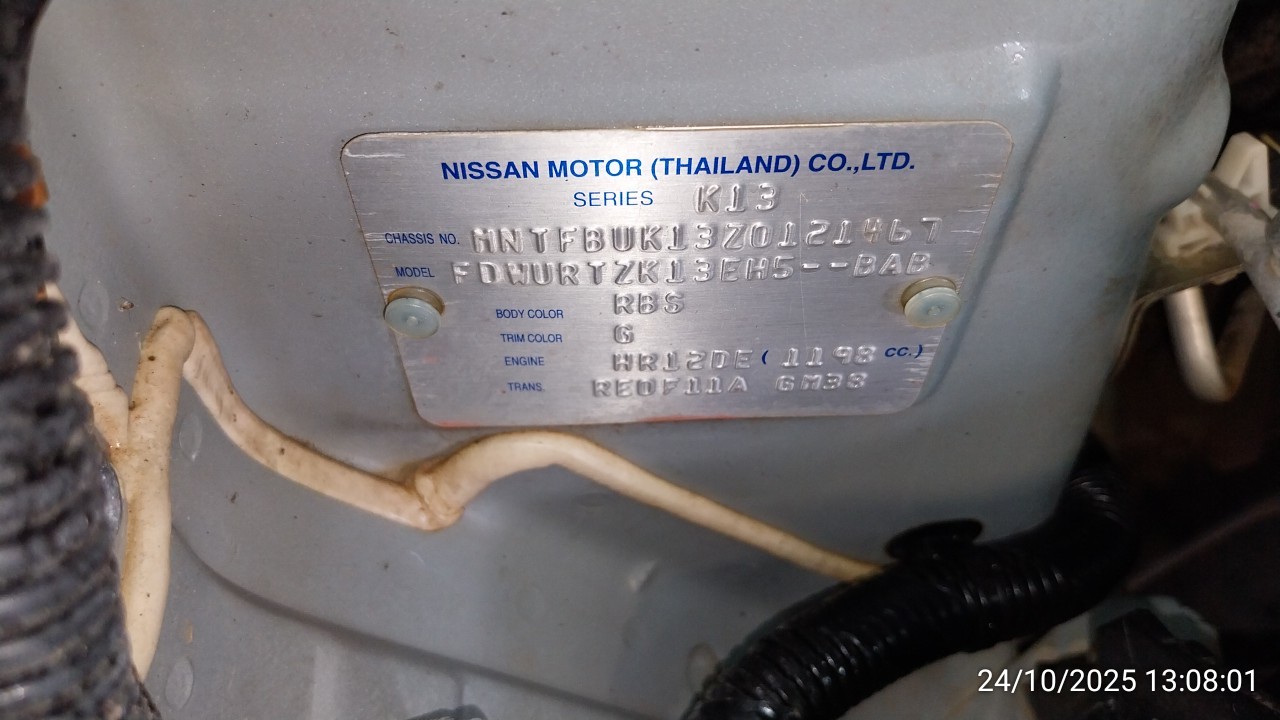 NISSAN MOTOR (THAILAND) CO.,LTD.
SERIES K13
CHASSIS NO. MNTFBUK13Z0121467
MODEL FDWURTZK13EH5--BAB
BODY COLOR RBS
TRIM COLOR G
ENGINE HR12DE ( 1198 cc.)
TRANS. RE0F11A GM38
24/10/2025 13:08:01